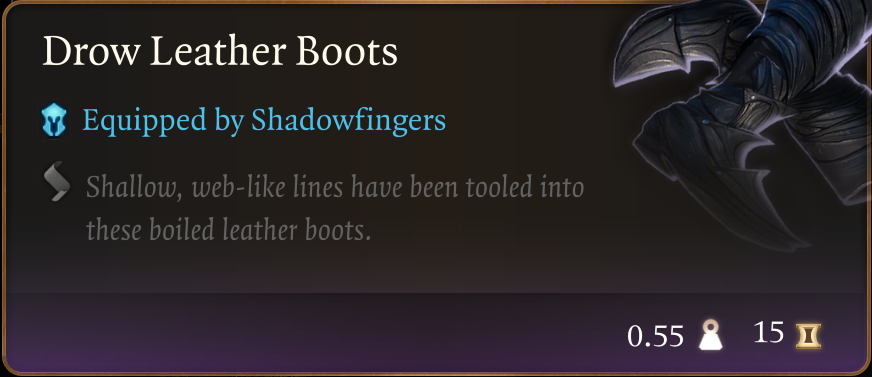 Drow Leather Boots
Equipped by Shadowfingers
Shallow, web-like lines have been tooled into
these boiled leather boots.
0.55 15